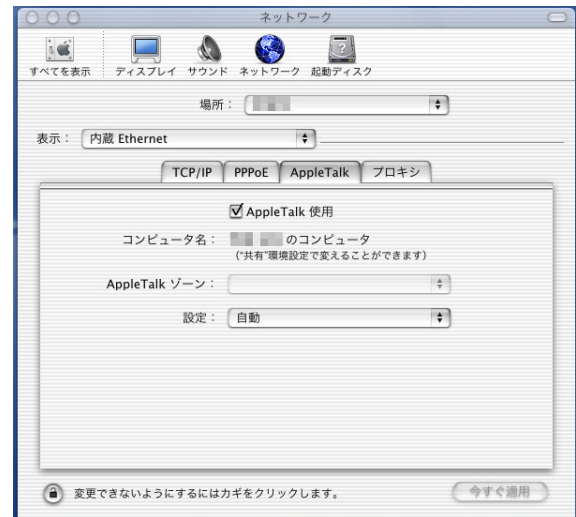 ネットワーク
すべてを表示 ディスプレイ サウンド ネットワーク 起動ディスク
場所：
表示： 内蔵 Ethernet
TCP/IP PPPoE AppleTalk プロキシ
AppleTalk 使用
コンピュータ名： のコンピュータ
("共有"環境設定で変えることができます)
AppleTalk ゾーン：
設定： 自動
変更できないようにするにはカギをクリックします。 今すぐ適用